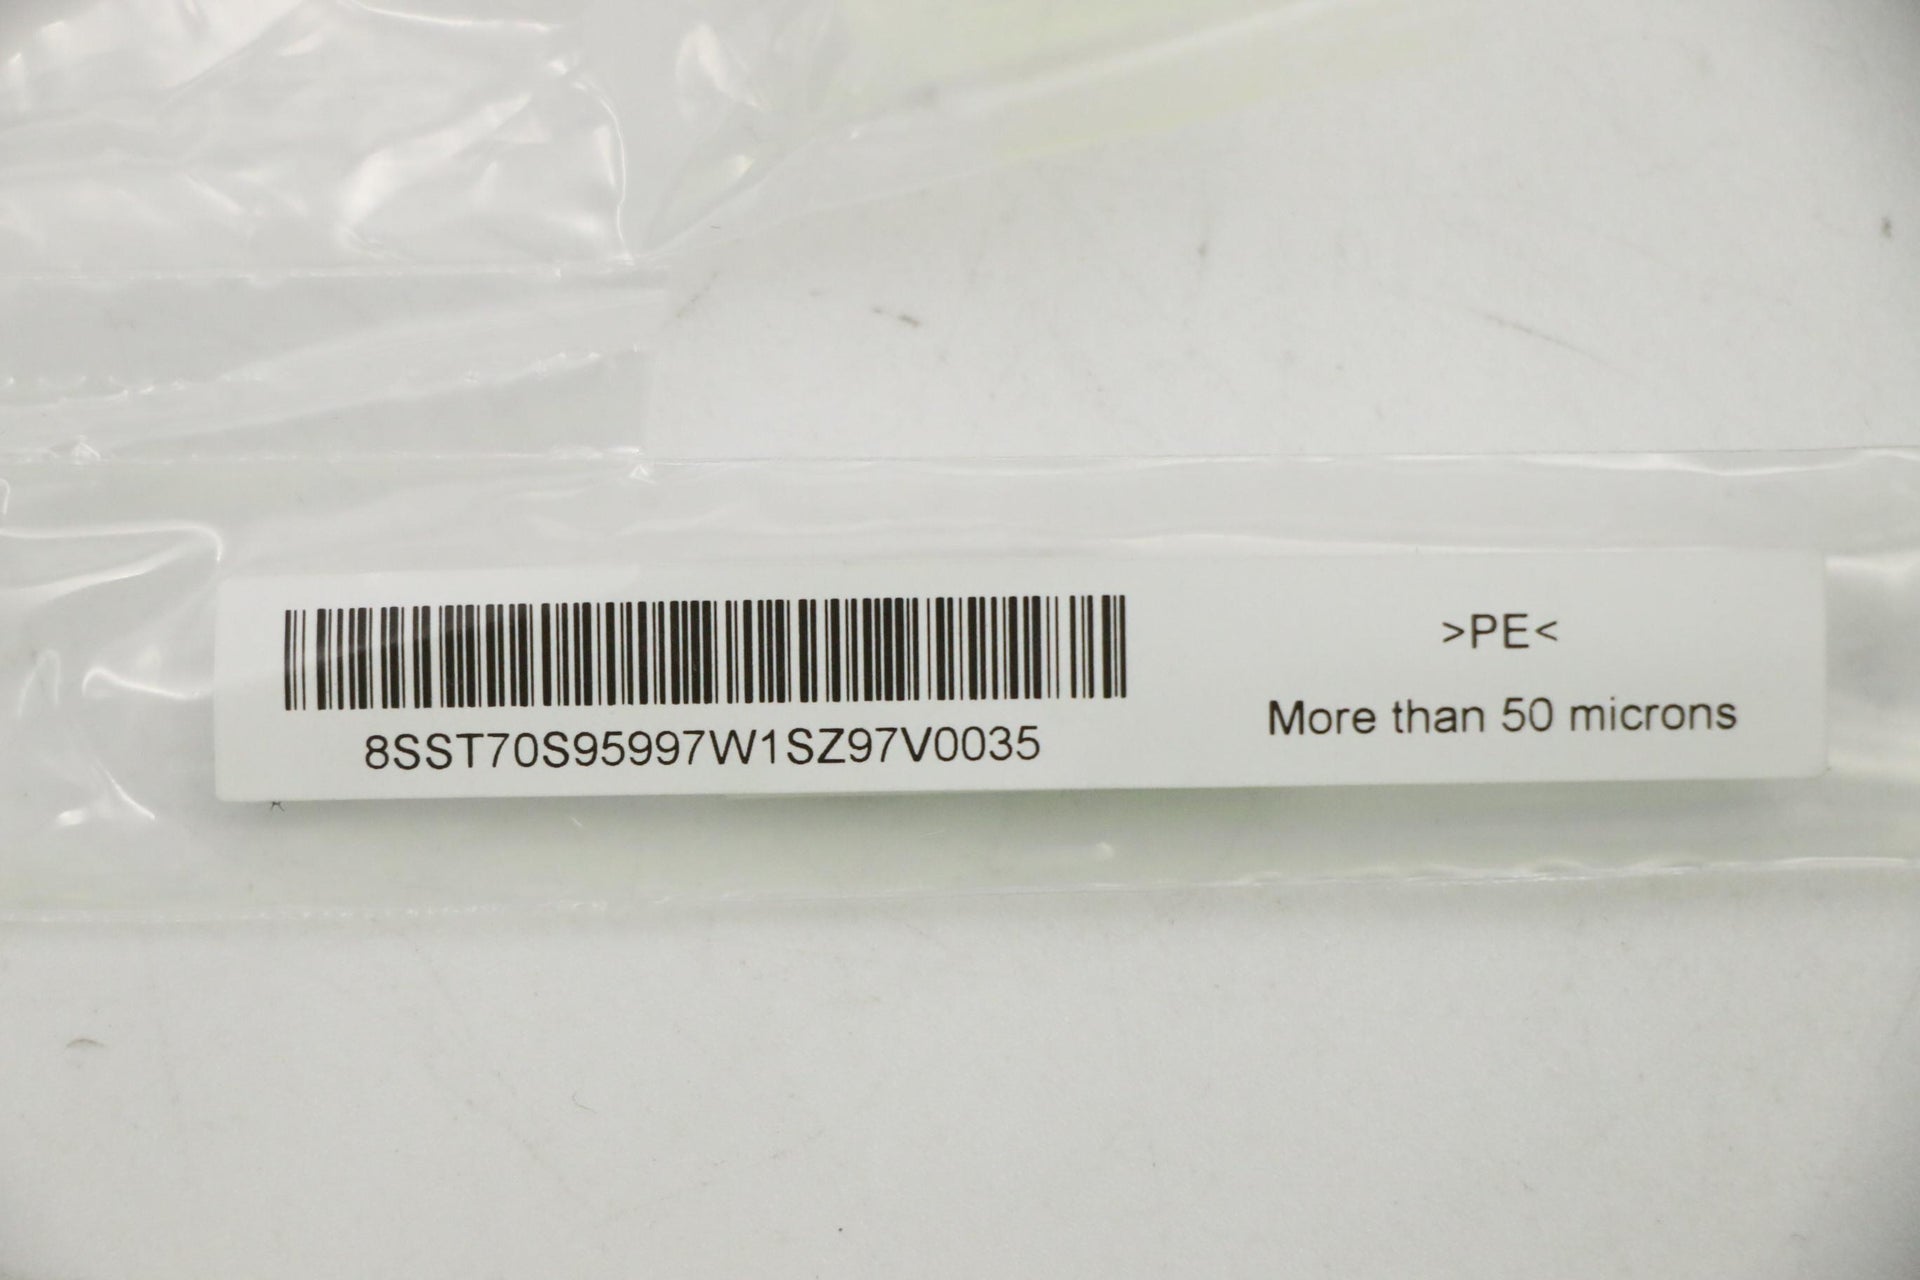 8SST70S95997W1SZ97V0035
>PE<
More than 50 microns